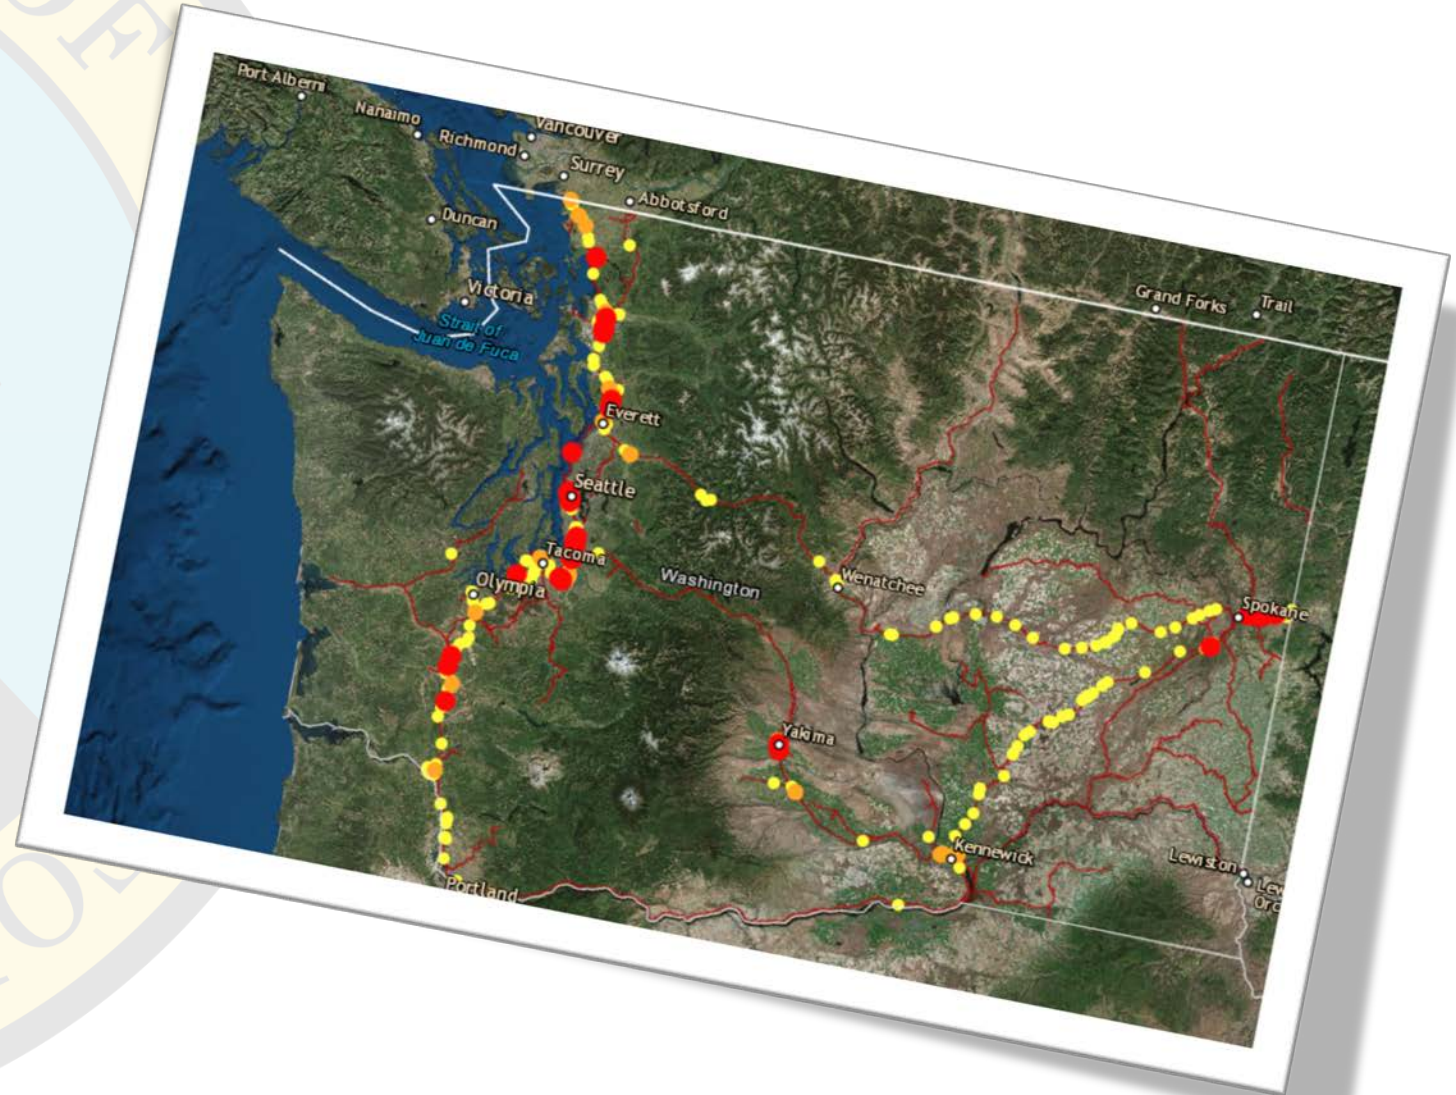 Port Alberni
Nanaimo
Vancouver
Richmond
Surrey
Abbotsford
Duncan
Victoria
Strait of
Juan de Fuca
Grand Forks
Trail
Everett
Seattle
Tacoma
Olympia
Washington
Wenatchee
Spokane
Yakima
Kennewick
Lewiston
Portland